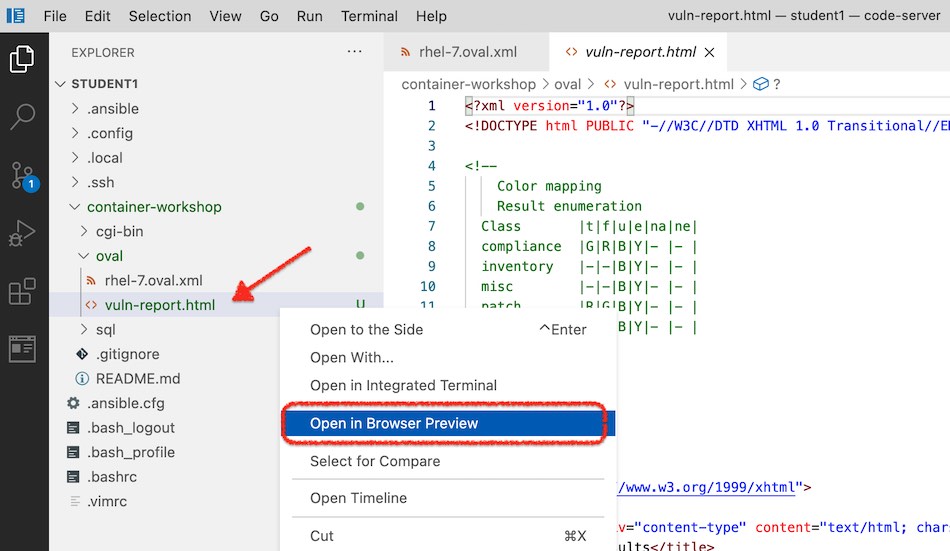 File Edit Selection View Go Run Terminal Help vuln-report.html — student1 — code-server
EXPLORER ...
rhel-7.oval.xml
<> vuln-report.html ×
STUDENT1
container-workshop > oval > <> vuln-report.html > ?
.ansible
.config
.local
.ssh
container-workshop
cgi-bin
oval
rhel-7.oval.xml
<> vuln-report.html U
sql
.gitignore
README.md
.ansible.cfg
.bash_logout
.bash_profile
.bashrc
.vimrc
1
1 <?xml version="1.0"?>
2 <!DOCTYPE html PUBLIC "-//W3C//DTD XHTML 1.0 Transitional//E
3
4 <!--
5 Color mapping
6 Result enumeration
7 Class |t|f|u|e|na|ne|
8 compliance |G|R|B|Y|- |- |
9 inventory |-|-|B|Y|- |- |
10 misc |-|-|B|Y|- |- |
11 patch |R|G|B|Y|- |- |
B|Y|- |- |
Open to the Side ^Enter
Open With...
Open in Integrated Terminal
Open in Browser Preview
Select for Compare
Open Timeline
Cut ⌘X
/www.w3.org/1999/xhtml">
v="content-type" content="text/html; chars
ults</title>